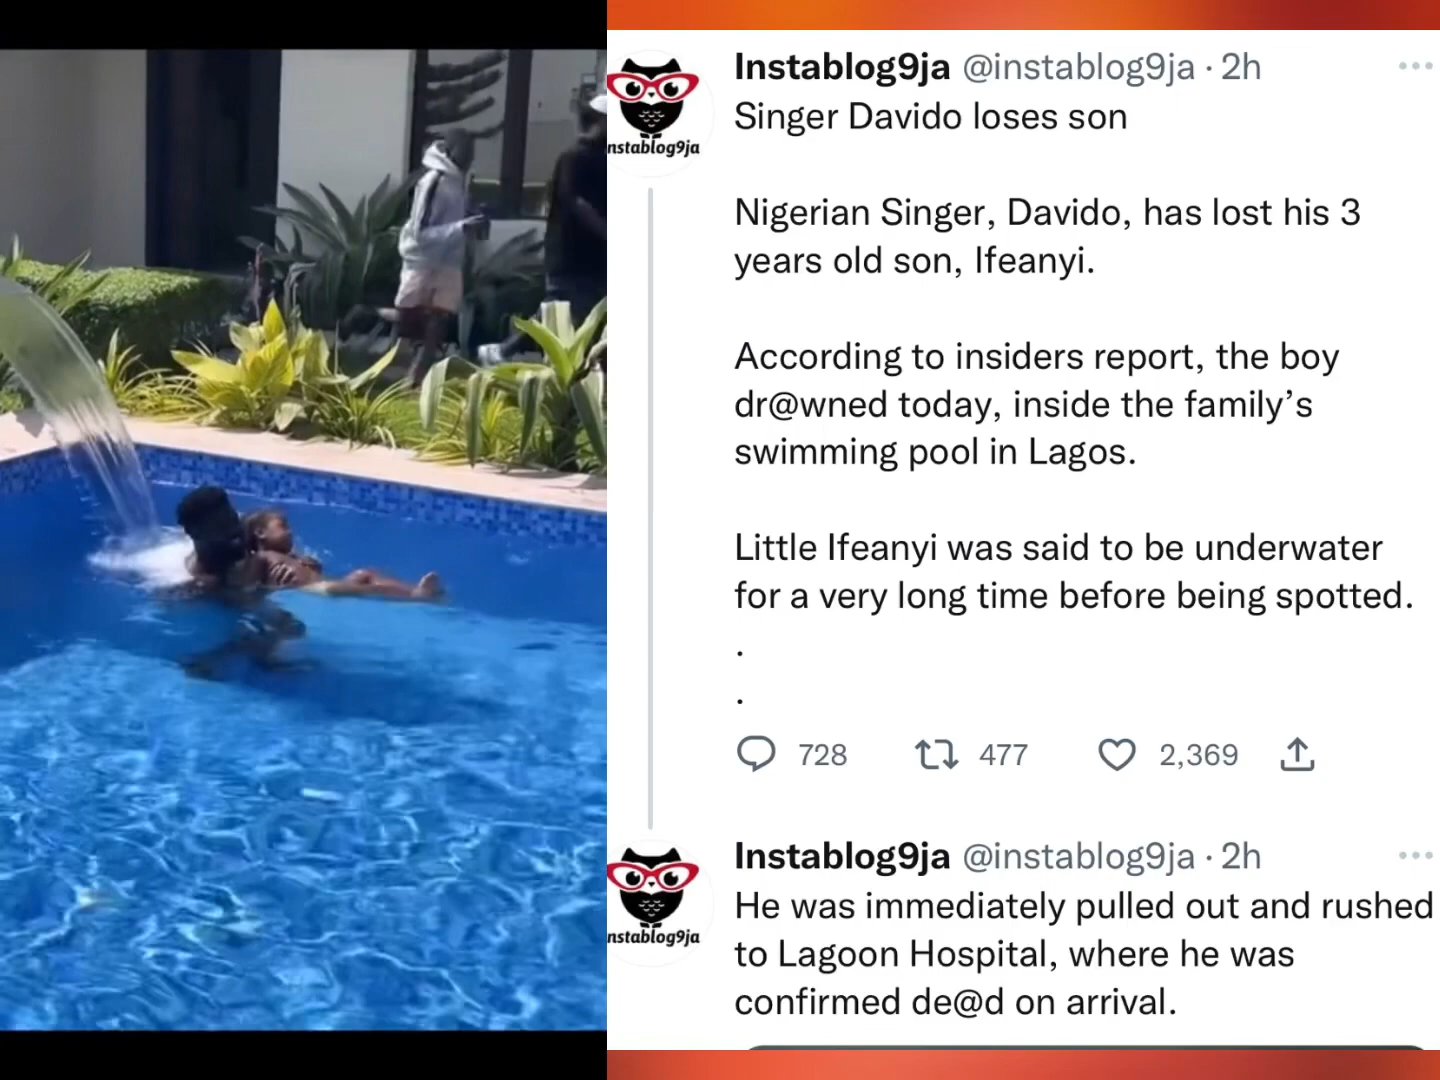 Instablog9ja @instablog9ja · 2h
nstablog9ja
Singer Davido loses son
Nigerian Singer, Davido, has lost his 3
years old son, Ifeanyi.
According to insiders report, the boy
dr@wned today, inside the family’s
swimming pool in Lagos.
Little Ifeanyi was said to be underwater
for a very long time before being spotted.
.
.
728 477 2,369
Instablog9ja @instablog9ja · 2h
nstablog9ja
He was immediately pulled out and rushed
to Lagoon Hospital, where he was
confirmed de@d on arrival.